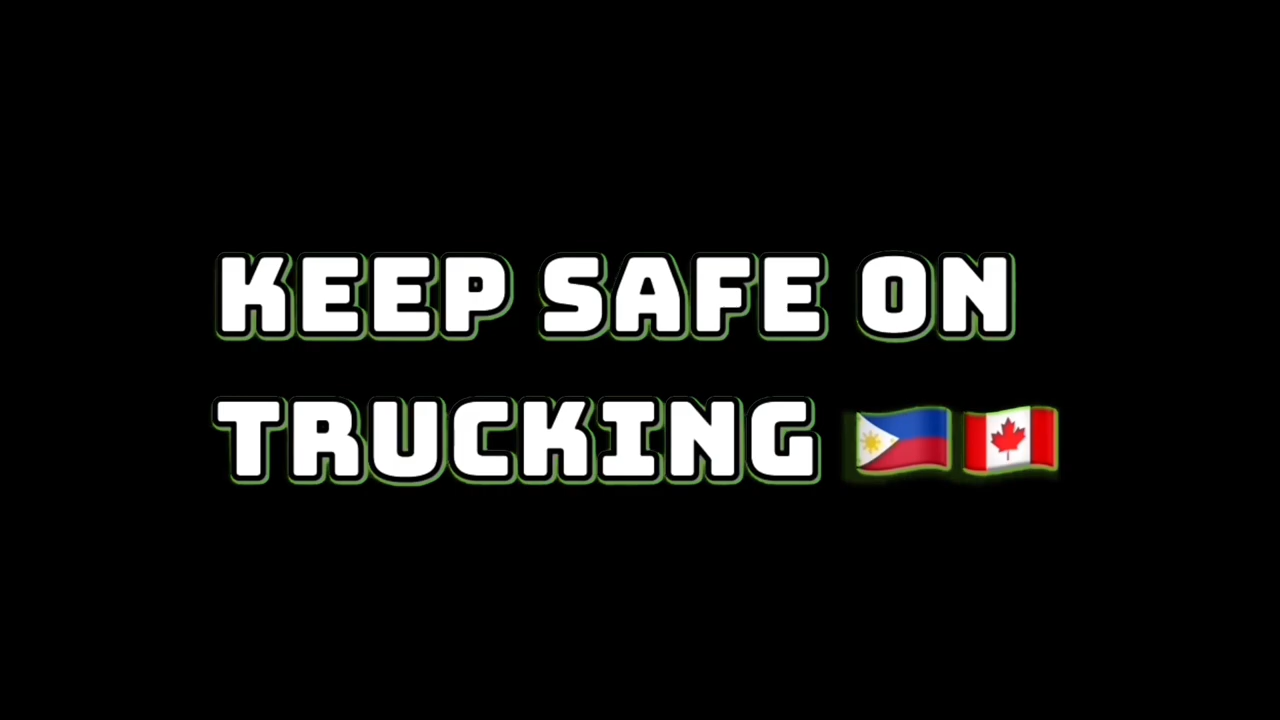 KEEP SAFE ON
TRUCKING 🇵🇭🇨🇦